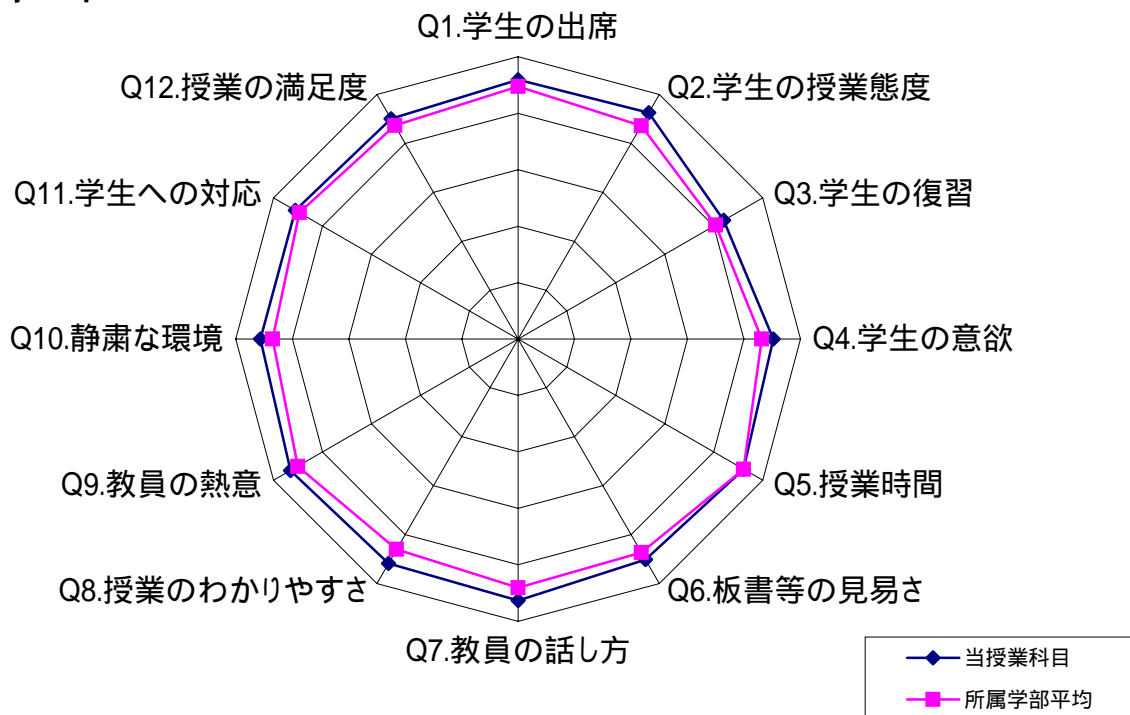 Q1.学生の出席
Q2.学生の授業態度
Q3.学生の復習
Q4.学生の意欲
Q5.授業時間
Q6.板書等の見易さ
Q7.教員の話し方
Q8.授業のわかりやすさ
Q9.教員の熱意
Q10.静粛な環境
Q11.学生への対応
Q12.授業の満足度
当授業科目
所属学部平均